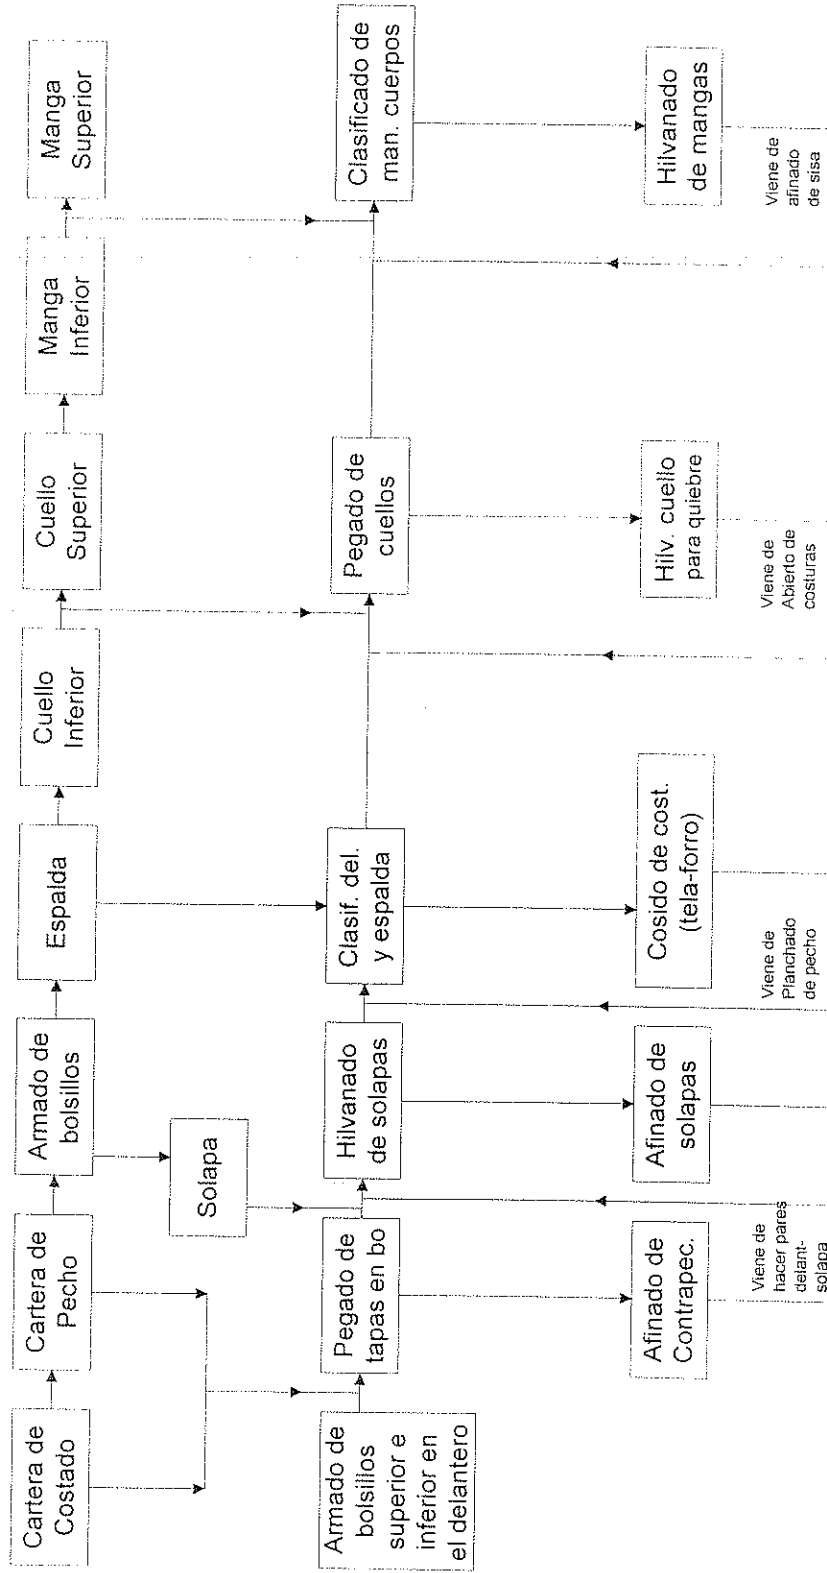 Cartera de
Costado
Cartera de
Pecho
Armado de
bolsillos
Espalda
Cuello
Inferior
Cuello
Superior
Manga
Inferior
Manga
Superior
Solapa
Armado de
bolsillos
superior e
inferior en
el delantero
Pegado de
tapas en bo
Hilvanado
de solapas
Clasif. del.
y espalda
Pegado de
cuellos
Clasificado de
man. cuerpos
Afinado de
Contrapec.
Afinado de
solapas
Cosido de cost.
(tela-forro)
Hilv. cuello
para quiebre
Hilvanado
de mangas
Viene de
hacer pares
delant-
solapa
Viene de
Planchado
de pecho
Viene de
Abierto de
costuras
Viene de
afinado
de sisa